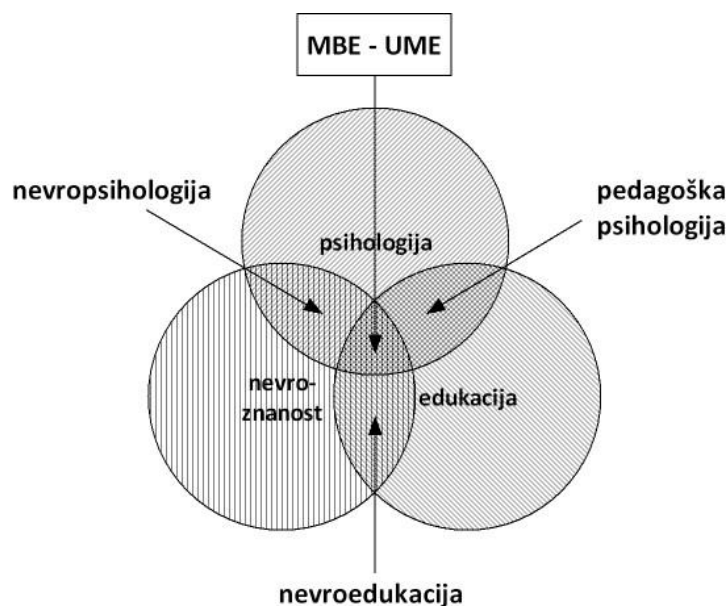 MBE - UME
nevropsihologija
pedagoška
psihologija
psihologija
nevro-
znanost
edukacija
nevroedukacija